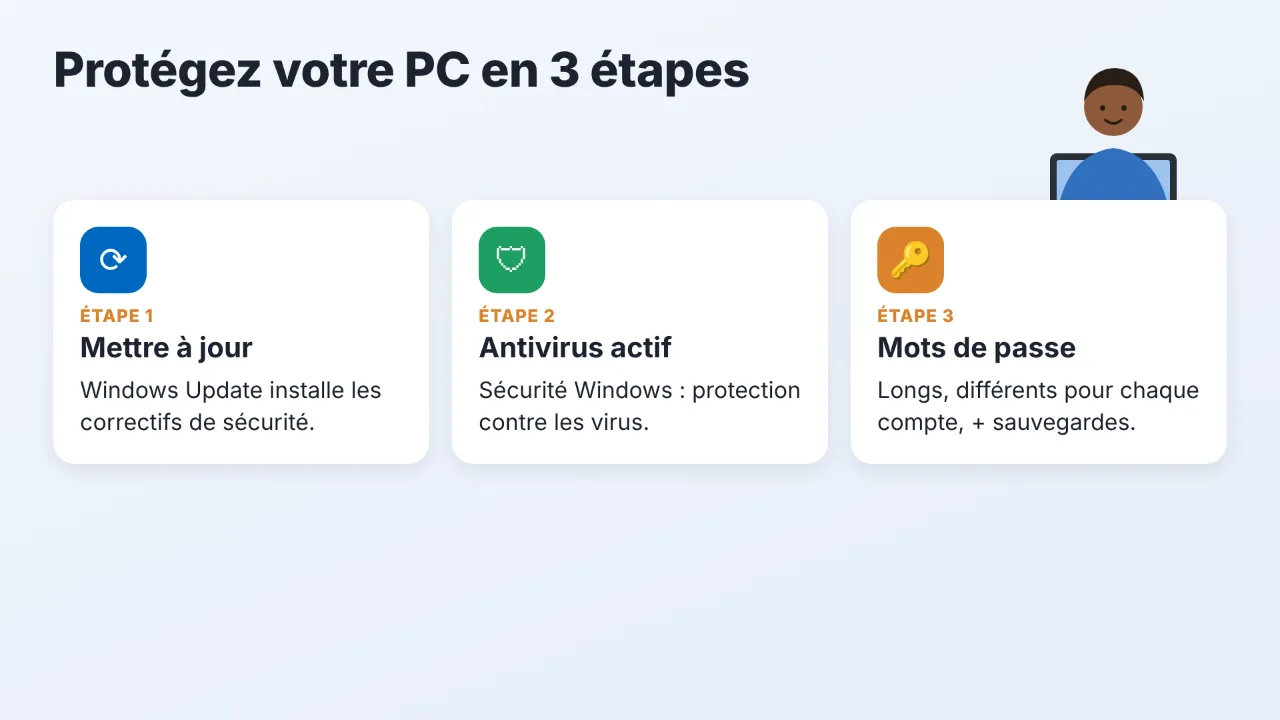 Protégez votre PC en 3 étapes
ÉTAPE 1
Mettre à jour
Windows Update installe les
correctifs de sécurité.
ÉTAPE 2
Antivirus actif
Sécurité Windows : protection
contre les virus.
ÉTAPE 3
Mots de passe
Longs, différents pour chaque
compte, + sauvegardes.